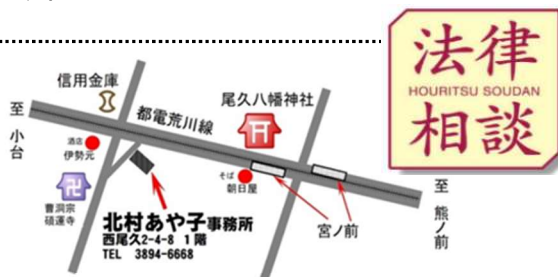 法律
HOURITSU SOUDAN
相談
信用金庫
尾久八幡神社
至 小台
都電荒川線
酒店
伊勢元
そば
朝日屋
至 熊ノ前
曹洞宗
碩運寺
宮ノ前
北村あや子事務所
西尾久2-4-8 1階
TEL 3894-6668